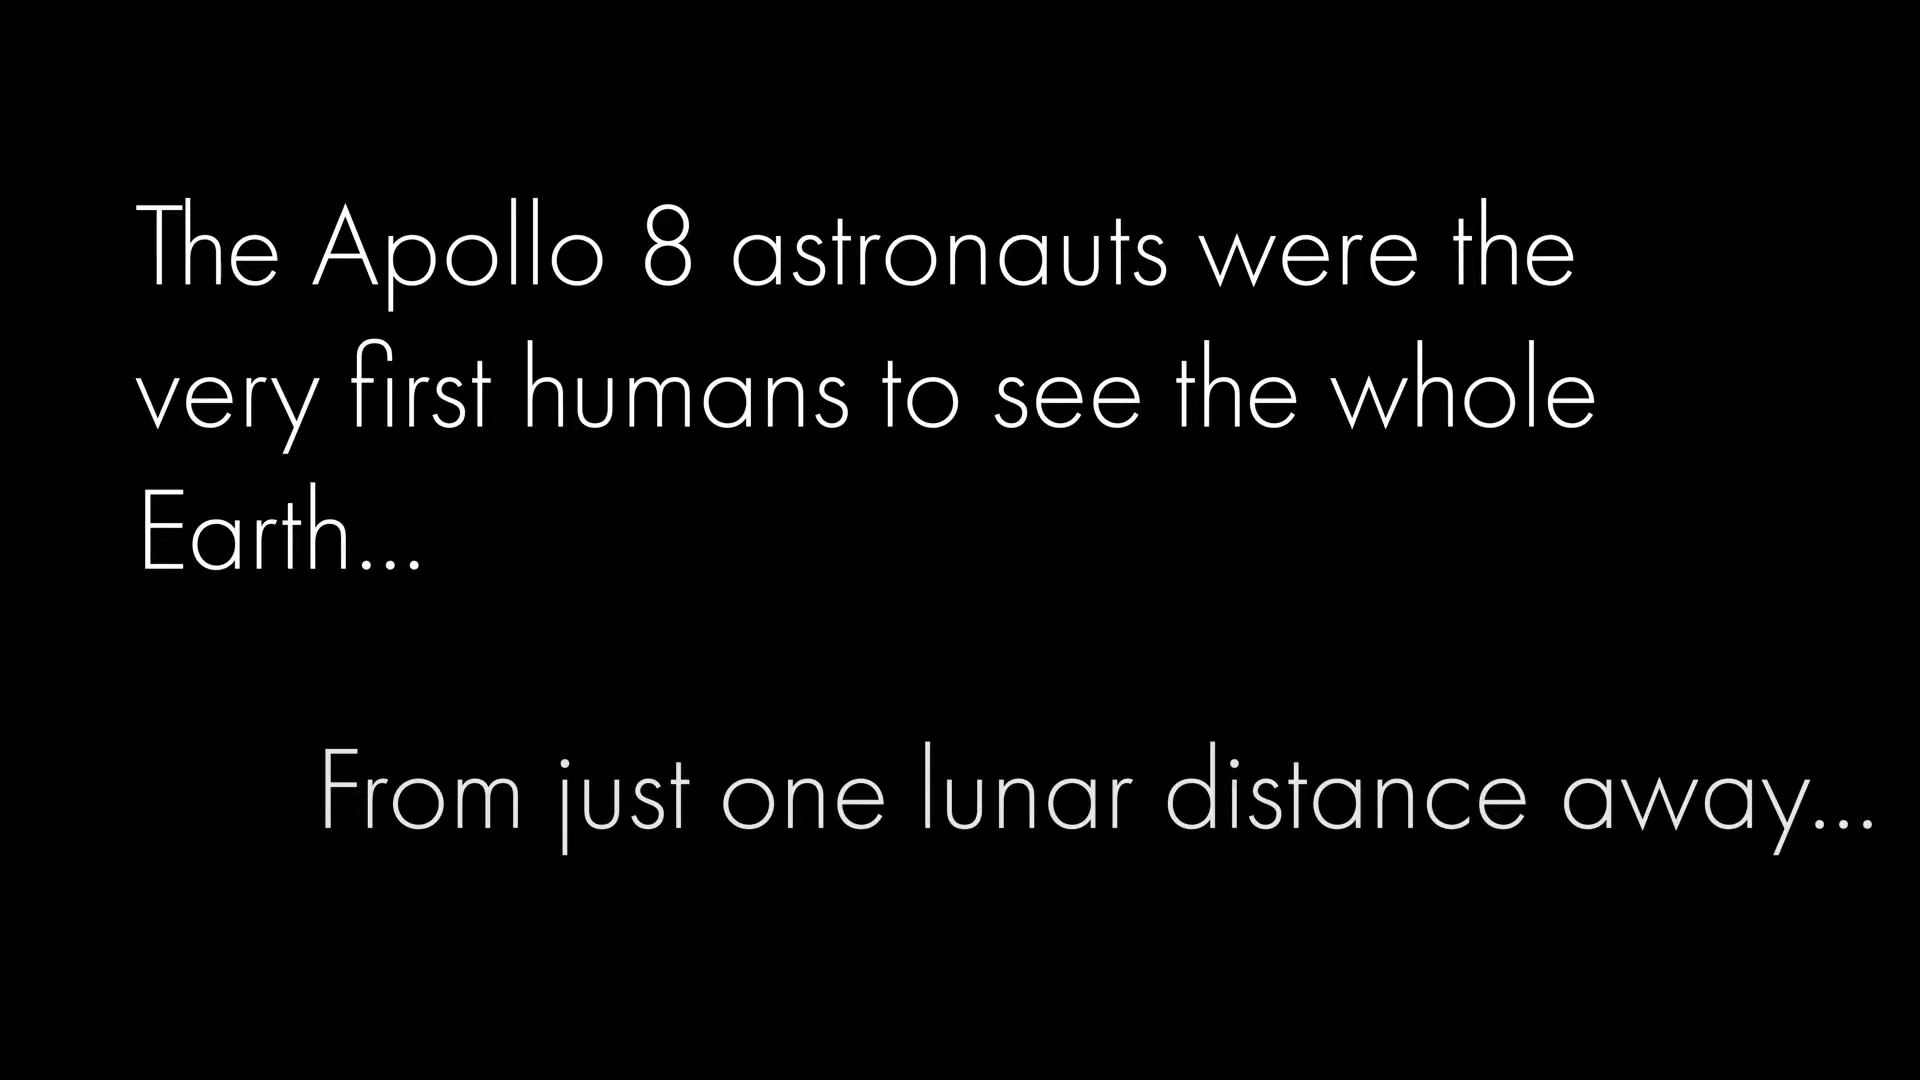 The Apollo 8 astronauts were the
very first humans to see the whole
Earth...
From just one lunar distance away...